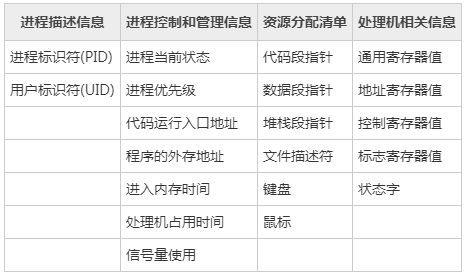 进程描述信息 进程控制和管理信息 资源分配清单 处理机相关信息
进程标识符(PID) 进程当前状态 代码段指针 通用寄存器值
用户标识符(UID) 进程优先级 数据段指针 地址寄存器值
代码运行入口地址 堆栈段指针 控制寄存器值
程序的外存地址 文件描述符 标志寄存器值
进入内存时间 键盘 状态字
处理机占用时间 鼠标
信号量使用